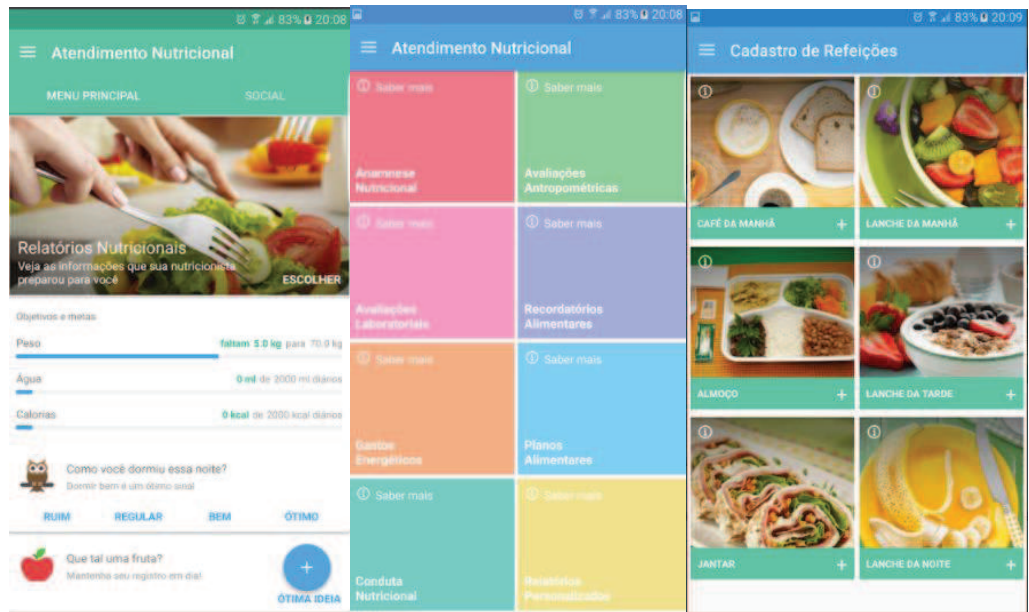 83% 20:08
Atendimento Nutricional
MENU PRINCIPAL SOCIAL
Relatórios Nutricionais
Veja as informações que sua nutricionista
preparou para você
ESCOLHER
Objetivos e metas
Peso faltam 5.0 kg para 70.0 kg
Água 0 ml de 2000 ml diários
Calorias 0 kcal de 2000 kcal diários
Como você dormiu essa noite?
Dormir bem é um ótimo sinal
RUIM REGULAR BEM ÓTIMO
Que tal uma fruta?
Mantenha seu registro em dia!
+
ÓTIMA IDEIA
83% 20:08
Atendimento Nutricional
Saber mais
Anamnese
Nutricional
Saber mais
Avaliações
Antropométricas
Saber mais
Avaliações
Laboratoriais
Saber mais
Recordatórios
Alimentares
Saber mais
Gastos
Energéticos
Saber mais
Planos
Alimentares
Saber mais
Conduta
Nutricional
Saber mais
Relatórios
Personalizados
83% 20:09
Cadastro de Refeições
CAFÉ DA MANHÃ +
LANCHE DA MANHÃ +
ALMOÇO +
LANCHE DA TARDE +
JANTAR +
LANCHE DA NOITE +